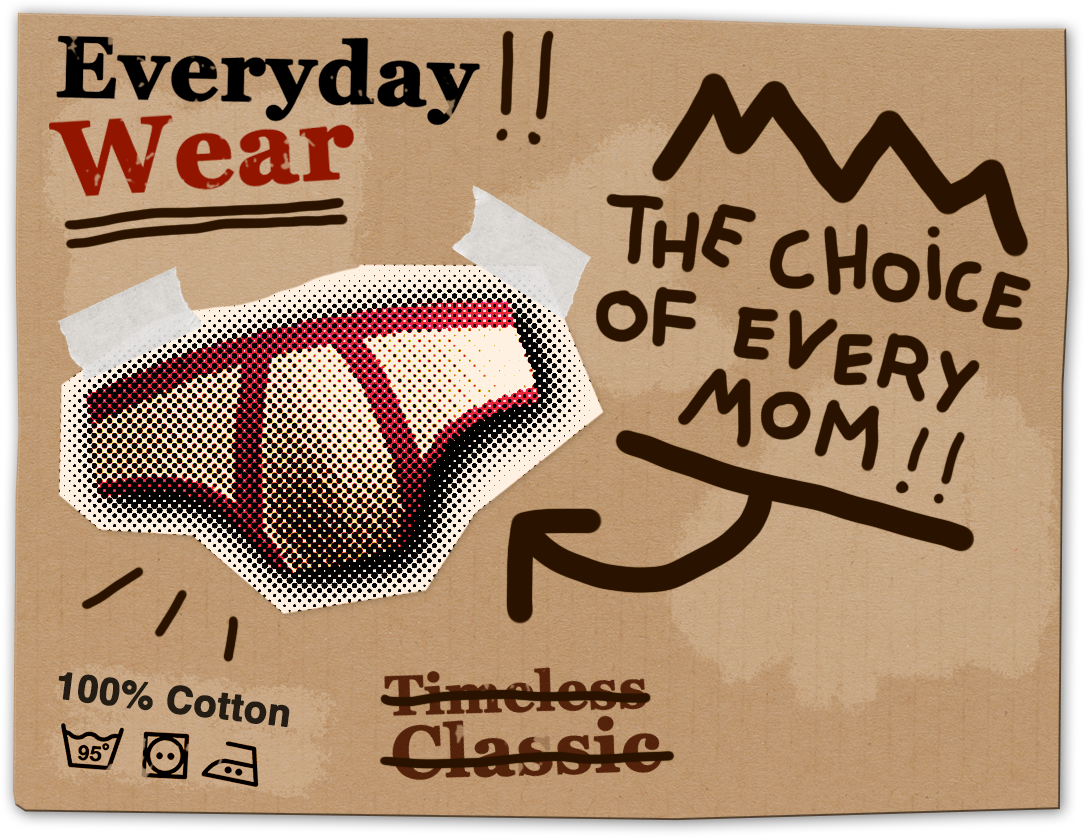 Everyday !!
Wear
THE CHOiCE
OF EVERY
MOM!!
100% Cotton
95°
Timeless
Classic